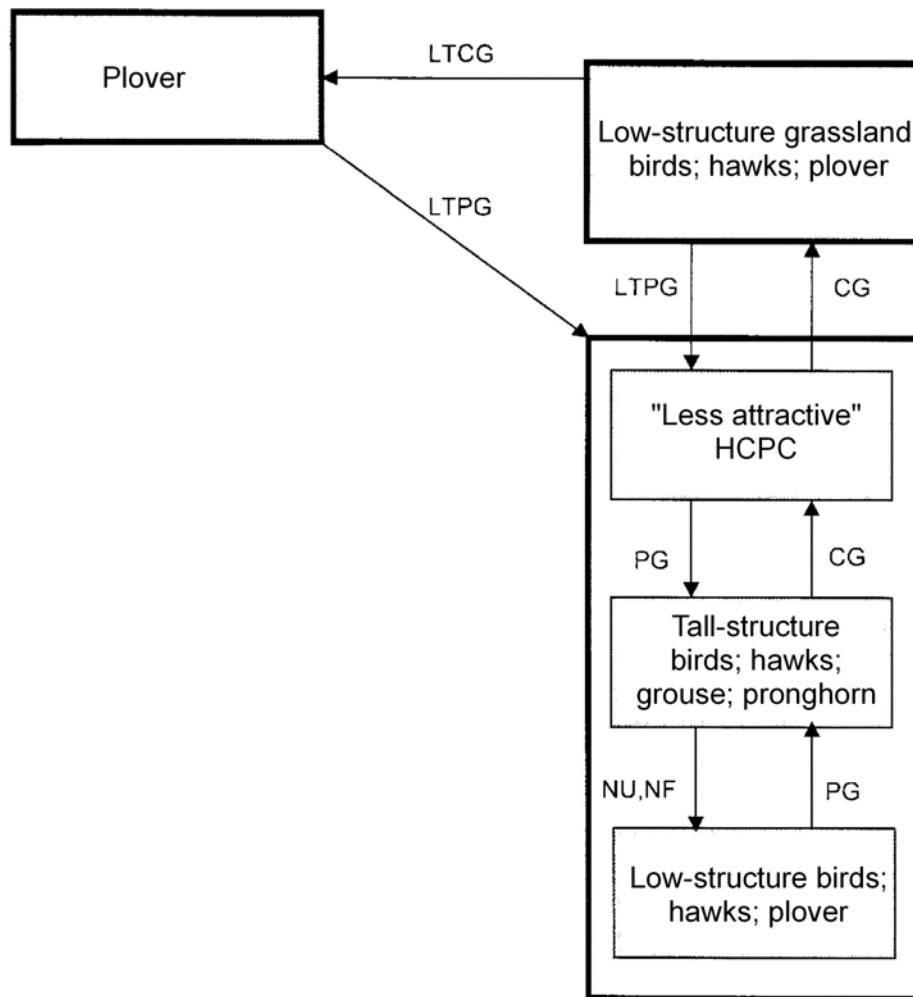 Plover
LTCG
Low-structure grassland
birds; hawks; plover
LTPG
LTPG
CG
"Less attractive"
HCPC
PG
CG
Tall-structure
birds; hawks;
grouse; pronghorn
NU,NF
PG
Low-structure birds;
hawks; plover